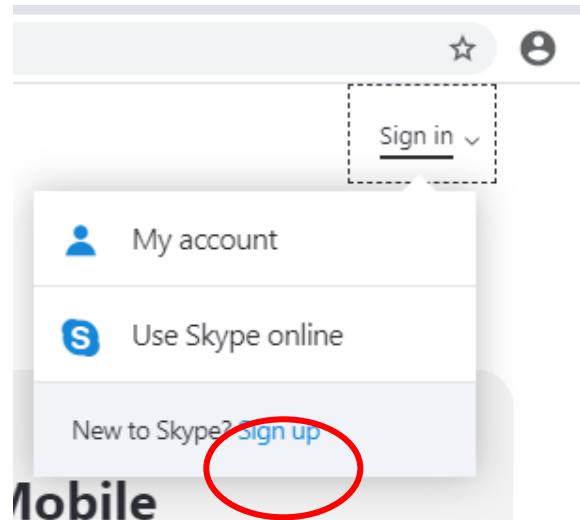 Sign in
My account
Use Skype online
New to Skype? Sign up
Mobile